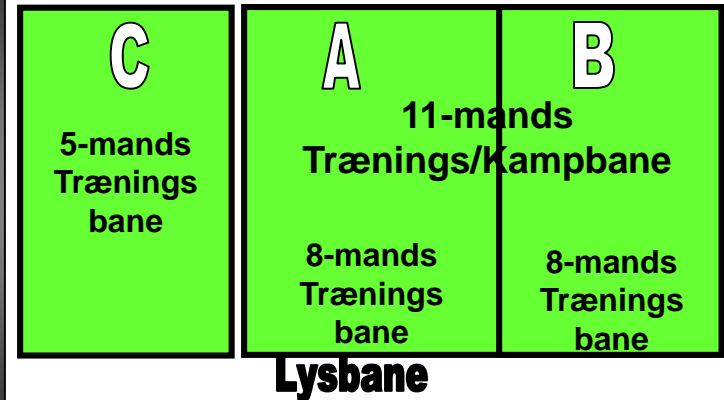 C
A
B
5-mands
Trænings
bane
11-mands
Trænings/Kampbane
8-mands
Trænings
bane
8-mands
Trænings
bane
Lysbane